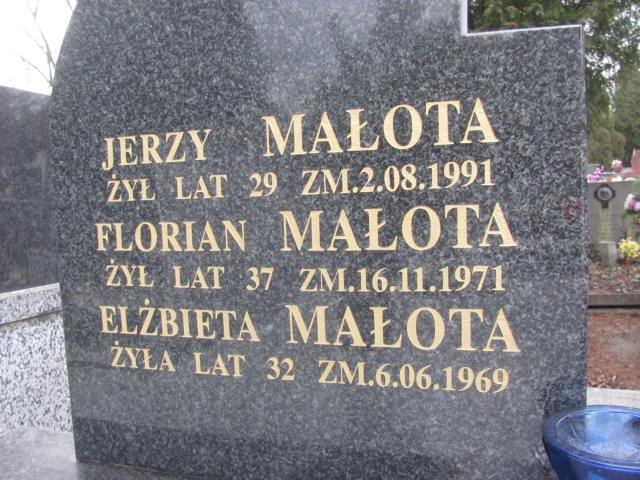 JERZY MAŁOTA
ŻYŁ LAT 29 ZM.2.08.1991
FLORIAN MAŁOTA
ŻYŁ LAT 37 ZM.16.11.1971
ELŻBIETA MAŁOTA
ŻYŁA LAT 32 ZM.6.06.1969